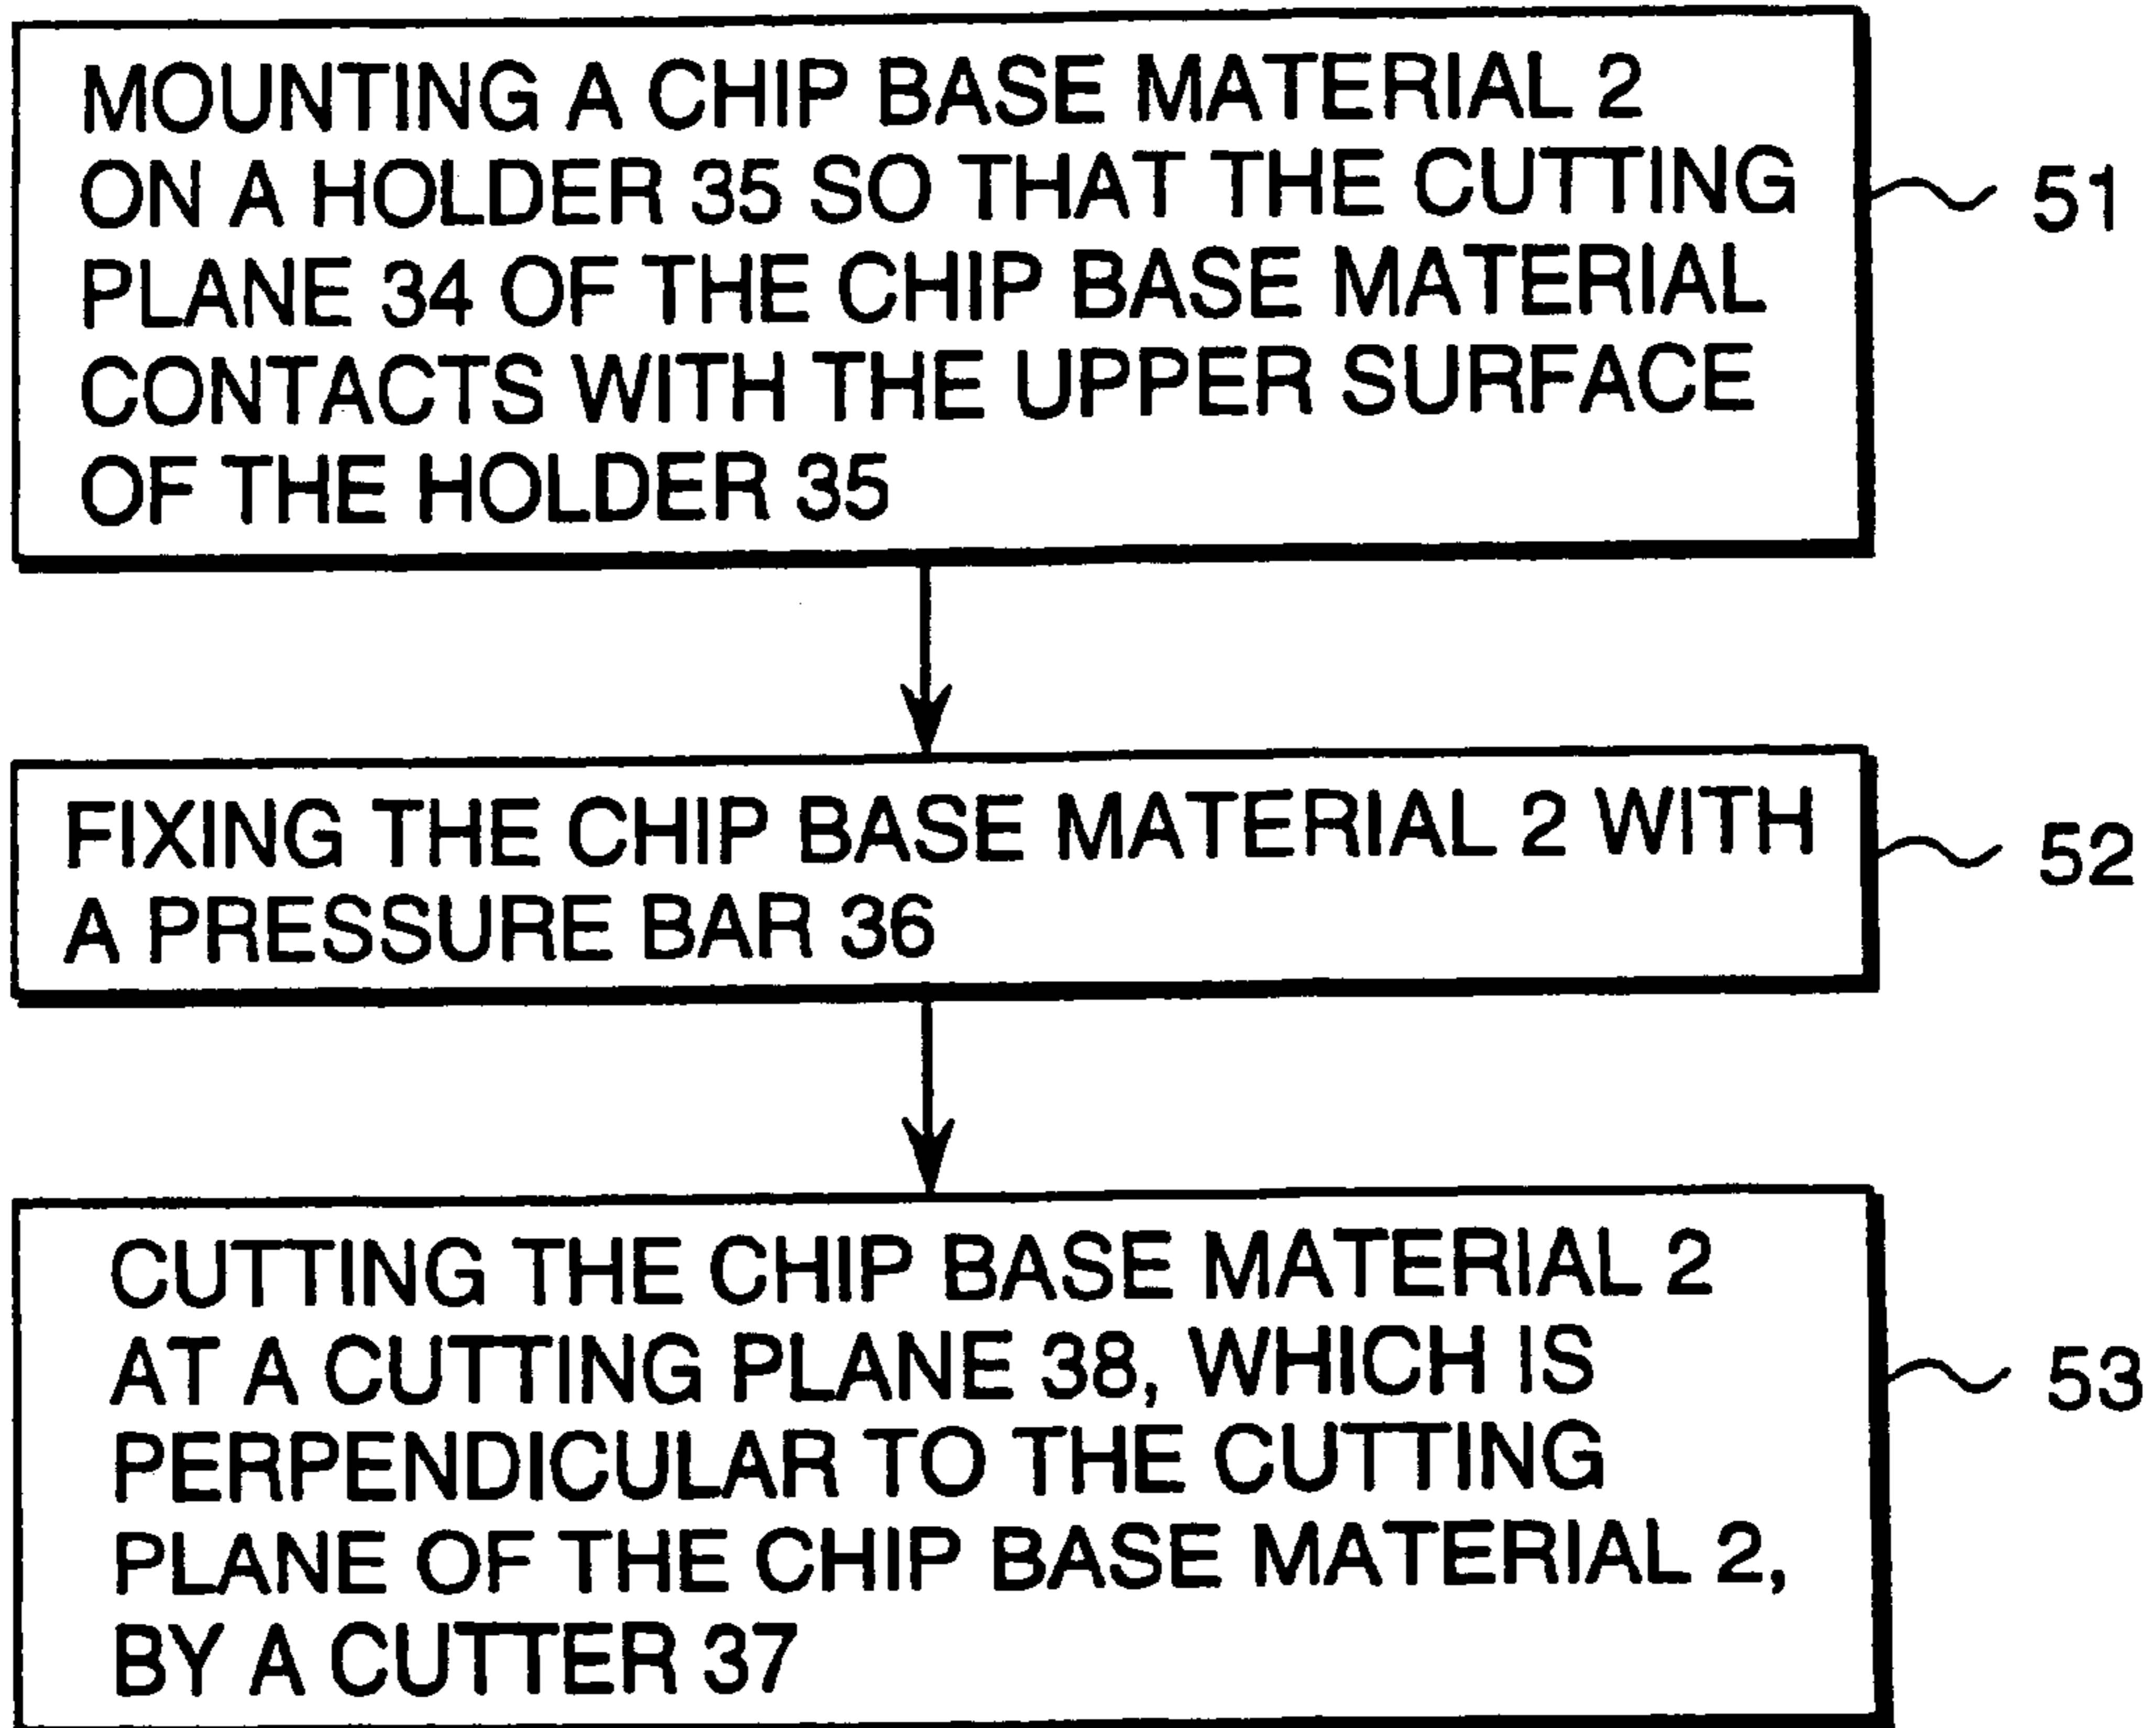 MOUNTING A CHIP BASE MATERIAL 2
ON A HOLDER 35 SO THAT THE CUTTING
PLANE 34 OF THE CHIP BASE MATERIAL
CONTACTS WITH THE UPPER SURFACE
OF THE HOLDER 35
51
FIXING THE CHIP BASE MATERIAL 2 WITH
A PRESSURE BAR 36
52
CUTTING THE CHIP BASE MATERIAL 2
AT A CUTTING PLANE 38, WHICH IS
PERPENDICULAR TO THE CUTTING
PLANE OF THE CHIP BASE MATERIAL 2,
BY A CUTTER 37
53